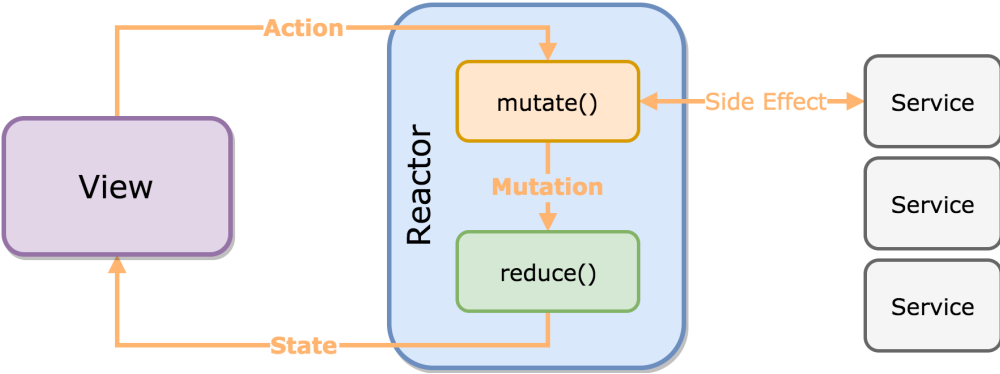 Action
mutate()
Side Effect
Service
View
Reactor
Mutation
Service
reduce()
Service
State